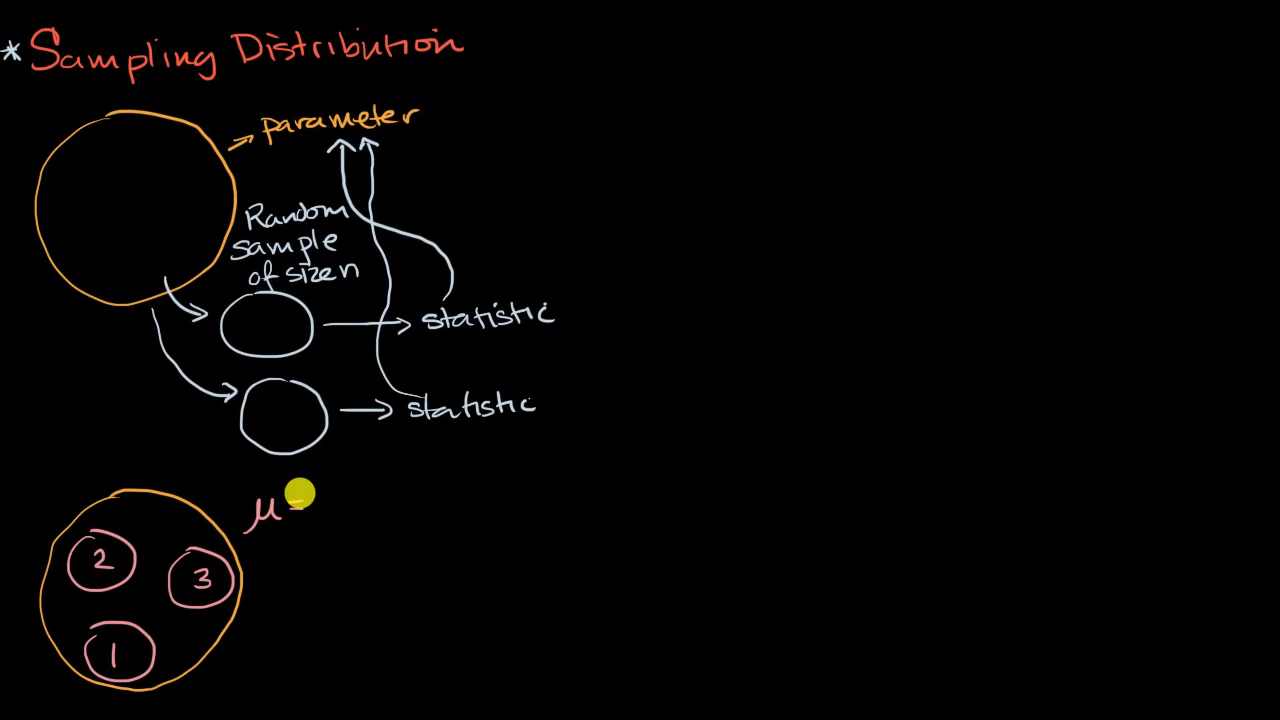 * Sampling Distribution
parameter
Random
sample
of size n
statistic
statistic
μ =
2
3
1